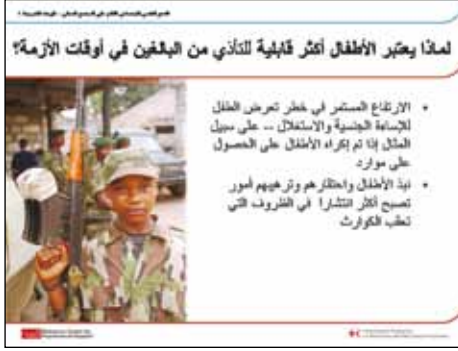 لماذا يعتبر الأطفال أكثر قابلية للتأذي من البالغين في أوقات الأزمة؟
• الارتفاع المستمر في خطر تعرض الطفل
للإساءة الجنسية والاستغلال -- على سبيل
المثال إذا تم إكراه الأطفال على الحصول
على موارد
• نبذ الأطفال واحتقارهم وترهيبهم أمور
تصبح أكثر انتشارا في الظروف التي
تعقب الكوارث